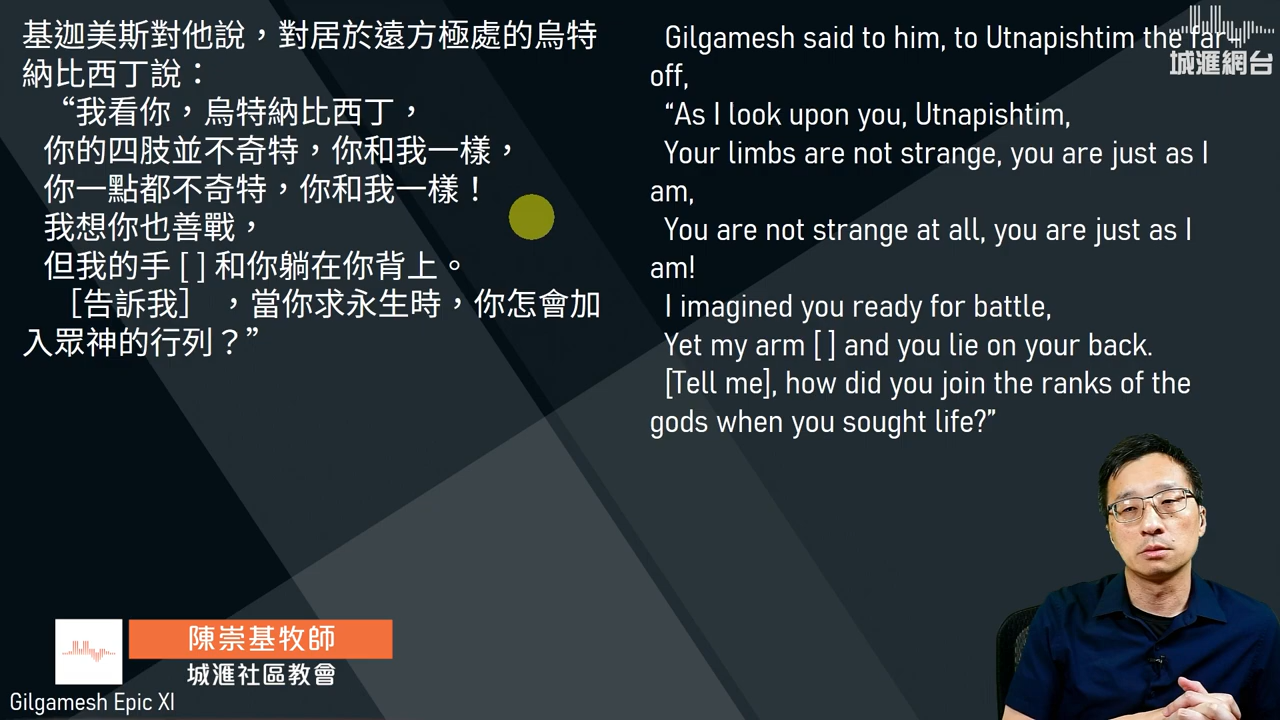 基迦美斯對他說，對居於遠方極處的烏特
納比西丁說：
“我看你，烏特納比西丁，
你的四肢並不奇特，你和我一樣，
你一點都不奇特，你和我一樣！
我想你也善戰，
但我的手 [ ] 和你躺在你背上。
［告訴我］ ，當你求永生時，你怎會加
入眾神的行列？”
Gilgamesh said to him, to Utnapishtim the far-
off,
“As I look upon you, Utnapishtim,
Your limbs are not strange, you are just as I
am,
You are not strange at all, you are just as I
am!
I imagined you ready for battle,
Yet my arm [ ] and you lie on your back.
[Tell me], how did you join the ranks of the
gods when you sought life?”
城滙網台
陳崇基牧師
城滙社區教會
Gilgamesh Epic XI